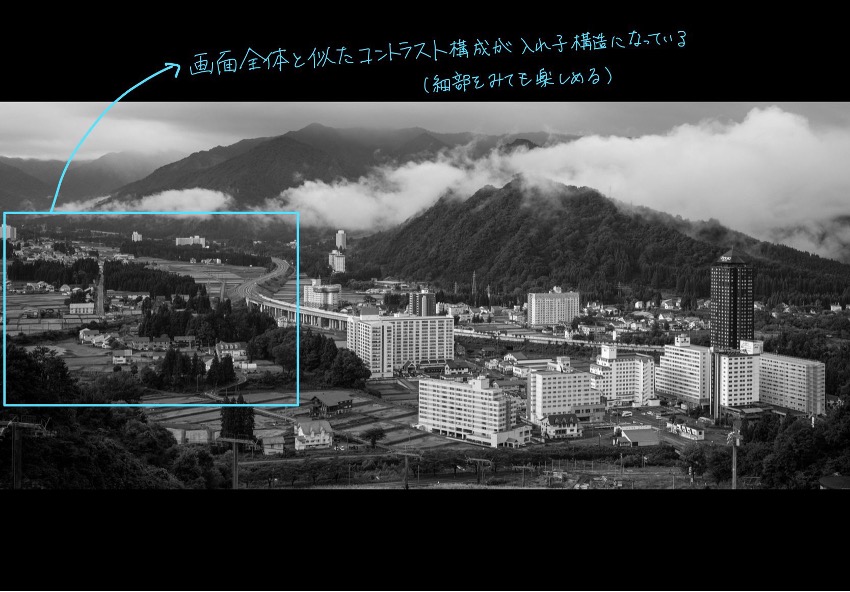 画面全体と似たコントラスト構成が入れ子構造になっている
(細部をみても楽しめる)